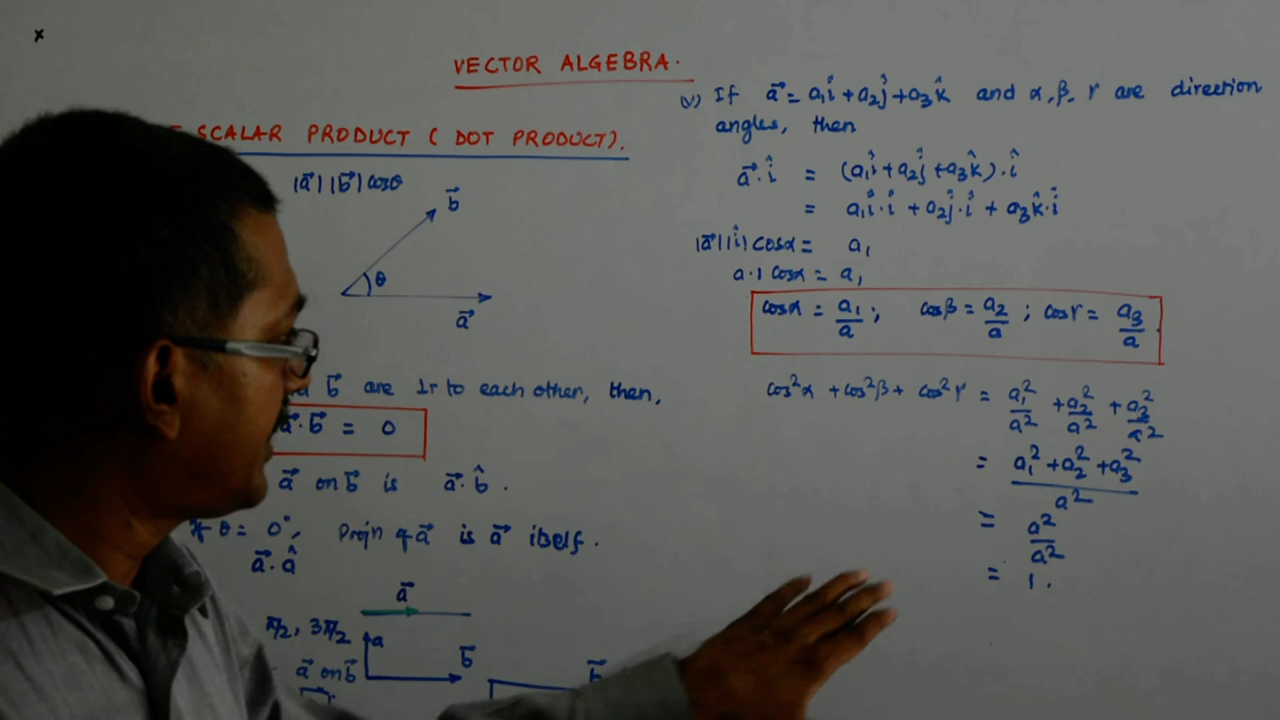 VECTOR ALGEBRA.
SCALAR PRODUCT ( DOT PRODUCT).
|a⃗| |b⃗| cosθ
b⃗
θ
a⃗
b⃗ are ⊥r to each other, then,
a⃗·b⃗ = 0
a⃗ on b⃗ is a⃗·b̂ .
If θ = 0°, Projn of a⃗ is a⃗ itself.
a⃗·â
a⃗
π/2, 3π/2
a
b⃗
a⃗ on b⃗
b⃗
(v) If a⃗ = a₁î + a₂ĵ + a₃k̂ and α, β, γ are direction
angles, then
a⃗·î = (a₁î + a₂ĵ + a₃k̂)·î
= a₁î·î + a₂ĵ·î + a₃k̂·î
|a⃗||î| cosα = a₁
a·1 cosα = a₁
cosα = a₁/a ; cosβ = a₂/a ; cosγ = a₃/a
cos²α + cos²β + cos²γ = a₁²/a² + a₂²/a² + a₃²/a²
= (a₁² + a₂² + a₃²)/a²
= a²/a²
= 1.